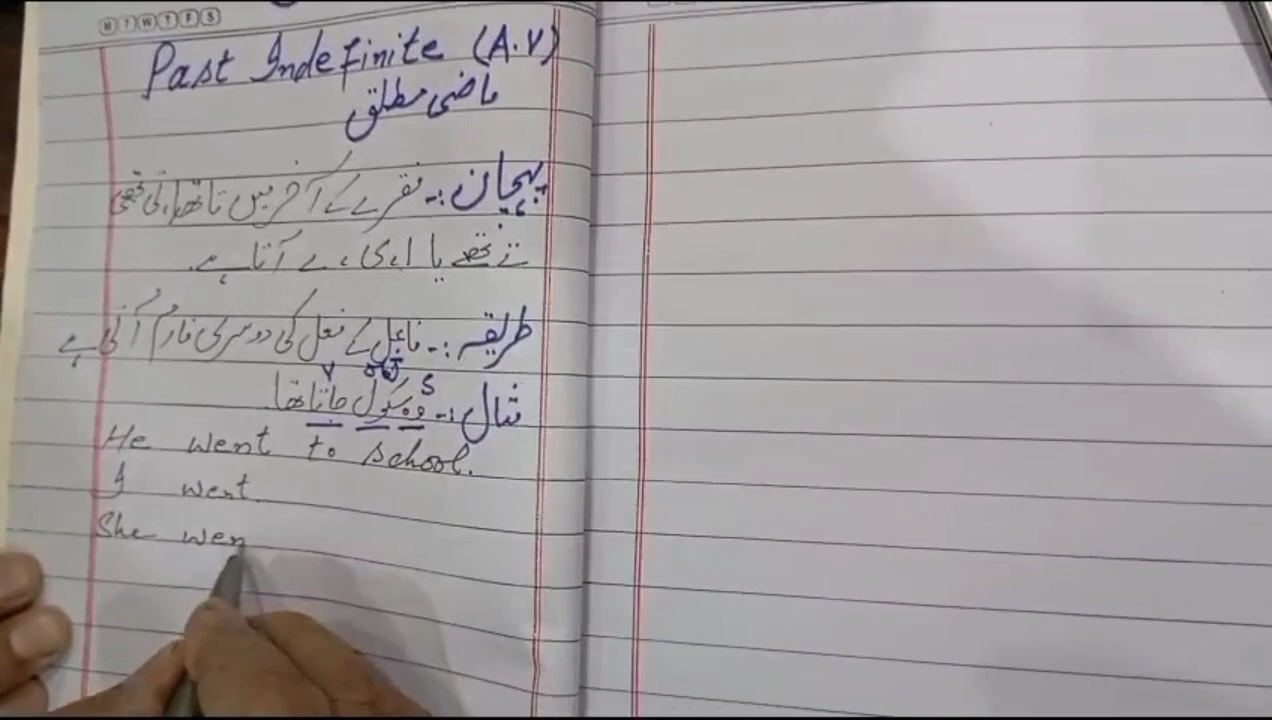 M T W T F S
Past Indefinite (A.V)
ماضی مطلق
پہچان :۔ فقرے کے آخر میں تا تھا، تی تھی
تے تھے یا ا، ی، ے آتا ہے۔
طریقہ :۔ فاعل کے فعل کی دوسری فارم آتی ہے
S obj V
مثال :۔ وہ سکول جاتا تھا۔
He went to school.
I went.
She wen